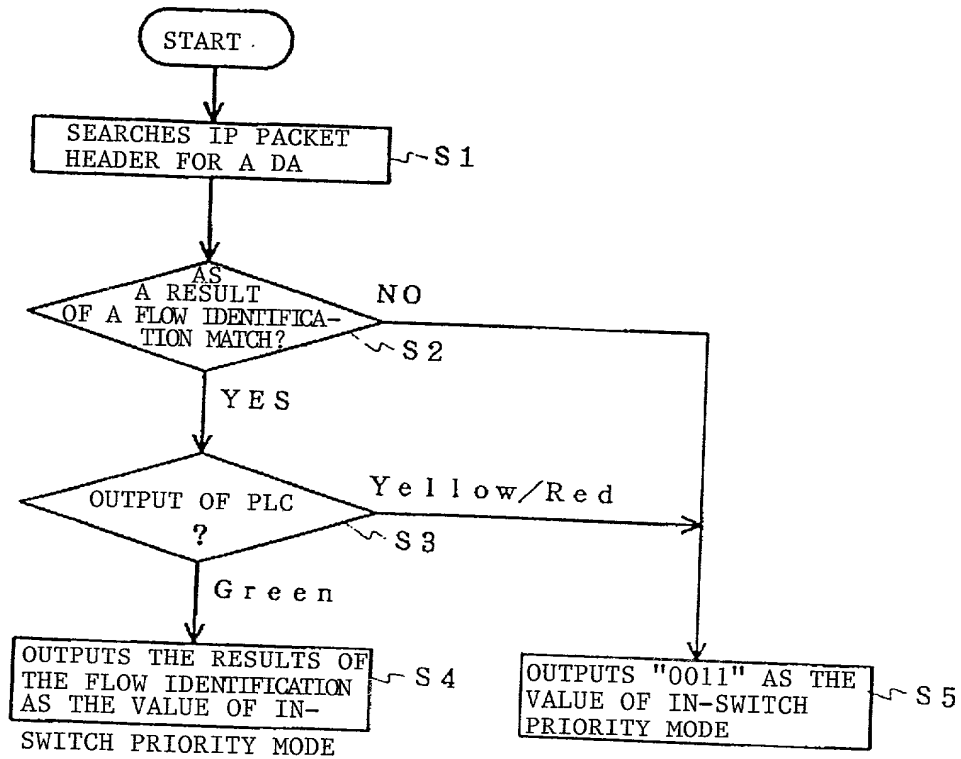 START
SEARCHES IP PACKET
HEADER FOR A DA
S1
AS
A RESULT
OF A FLOW IDENTIFICA-
TION MATCH?
NO
S2
YES
OUTPUT OF PLC
?
Yellow/Red
S3
Green
OUTPUTS THE RESULTS OF
THE FLOW IDENTIFICATION
AS THE VALUE OF IN-
SWITCH PRIORITY MODE
S4
OUTPUTS "0011" AS THE
VALUE OF IN-SWITCH
PRIORITY MODE
S5